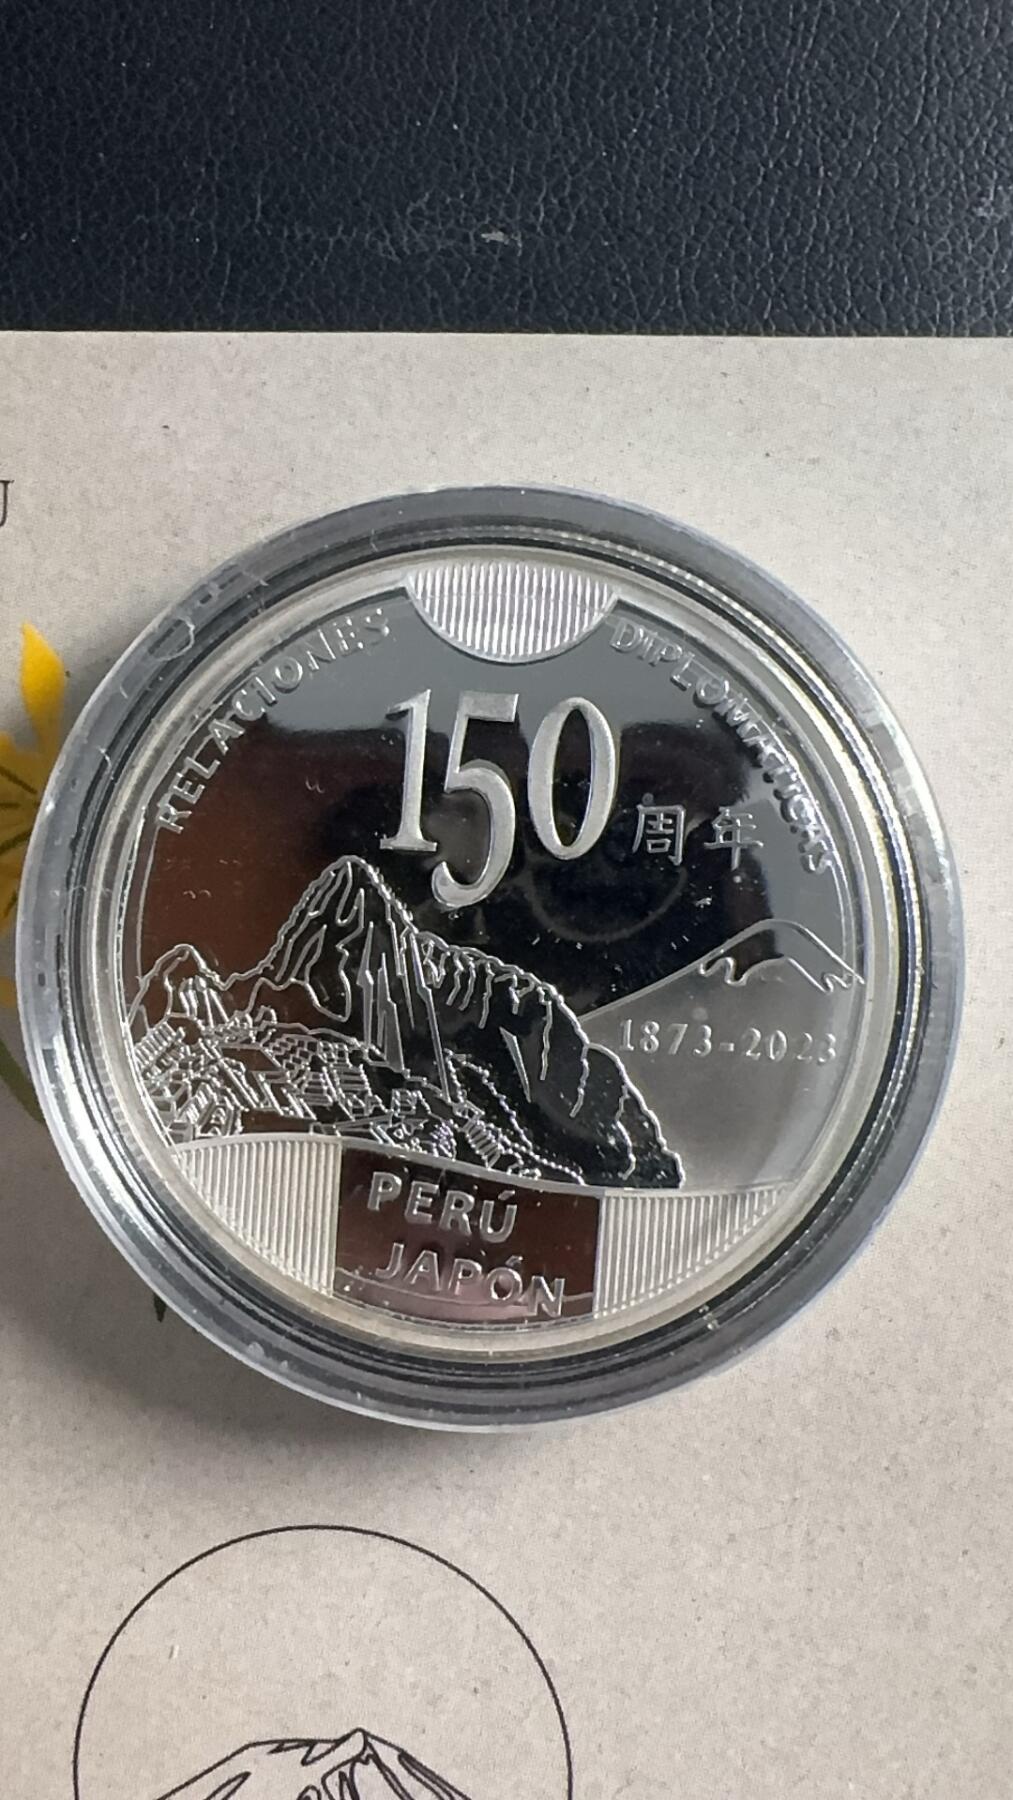 RELACIONES DIPLOMÁTICAS
150 周年
1873-2023
PERÚ
JAPÓN